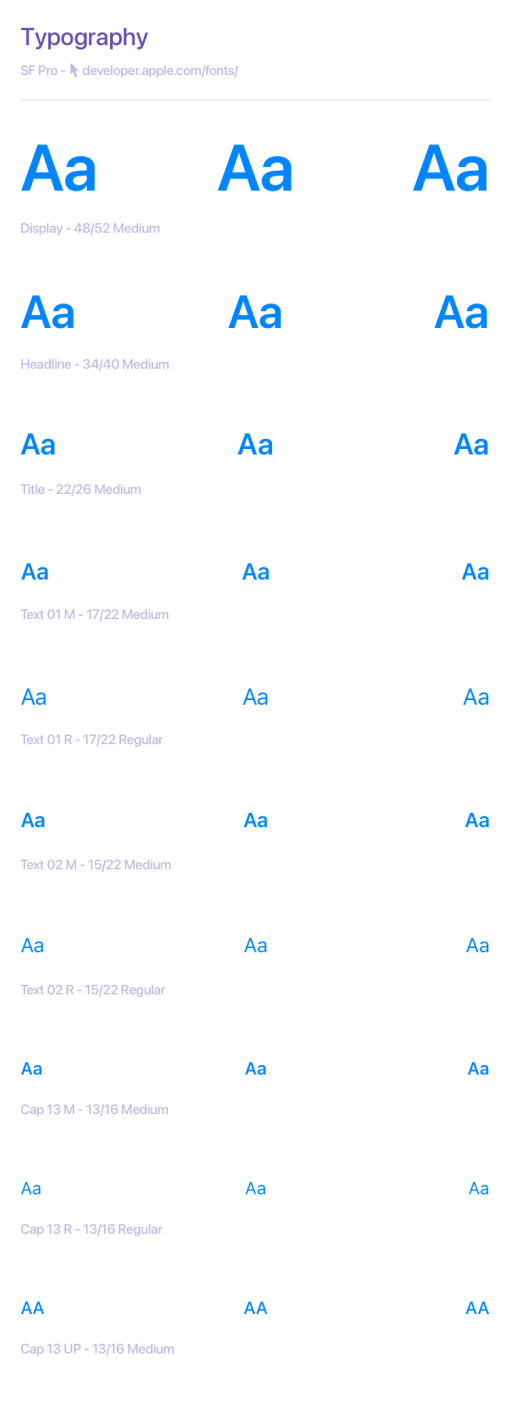 Typography
SF Pro - developer.apple.com/fonts/
Aa Aa Aa
Display - 48/52 Medium
Aa Aa Aa
Headline - 34/40 Medium
Aa Aa Aa
Title - 22/26 Medium
Aa Aa Aa
Text 01 M - 17/22 Medium
Aa Aa Aa
Text 01 R - 17/22 Regular
Aa Aa Aa
Text 02 M - 15/22 Medium
Aa Aa Aa
Text 02 R - 15/22 Regular
Aa Aa Aa
Cap 13 M - 13/16 Medium
Aa Aa Aa
Cap 13 R - 13/16 Regular
AA AA AA
Cap 13 UP - 13/16 Medium